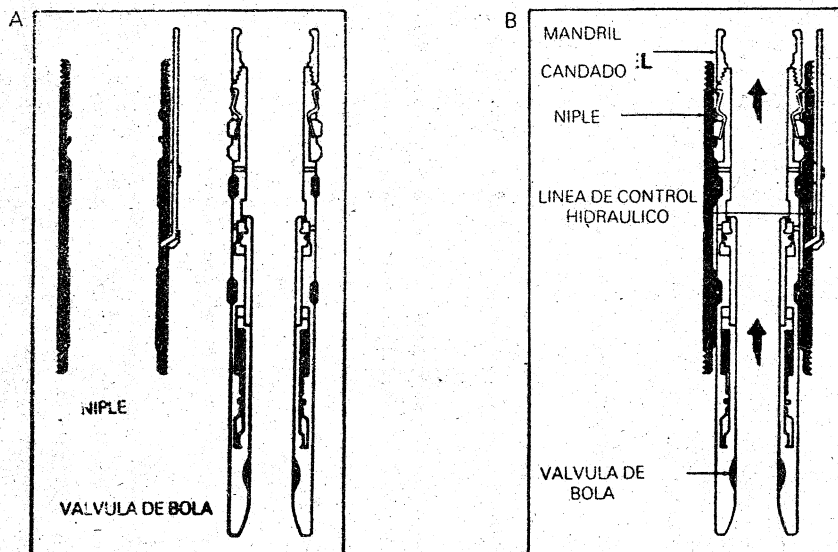 A
NIPLE
VALVULA DE BOLA
B
MANDRIL
CANDADO
NIPLE
LINEA DE CONTROL
HIDRAULICO
VALVULA DE
BOLA